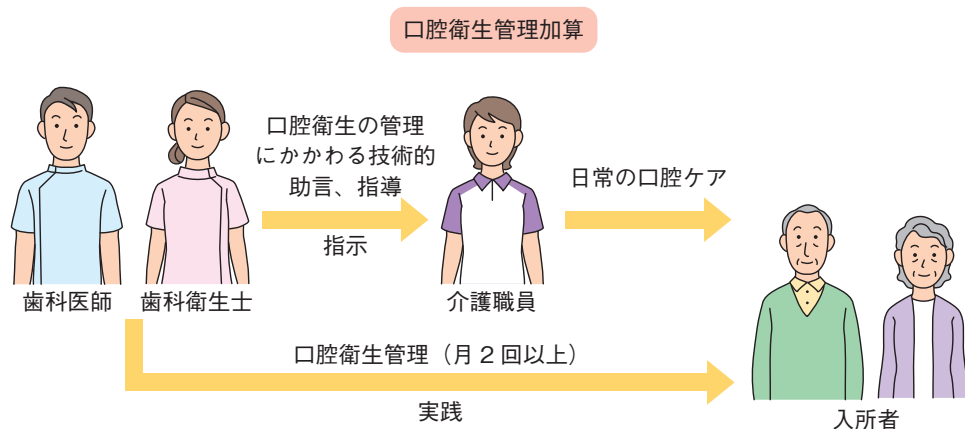 口腔衛生管理加算
口腔衛生の管理
にかかわる技術的
助言、指導
指示
日常の口腔ケア
歯科医師
歯科衛生士
介護職員
口腔衛生管理（月２回以上）
実践
入所者